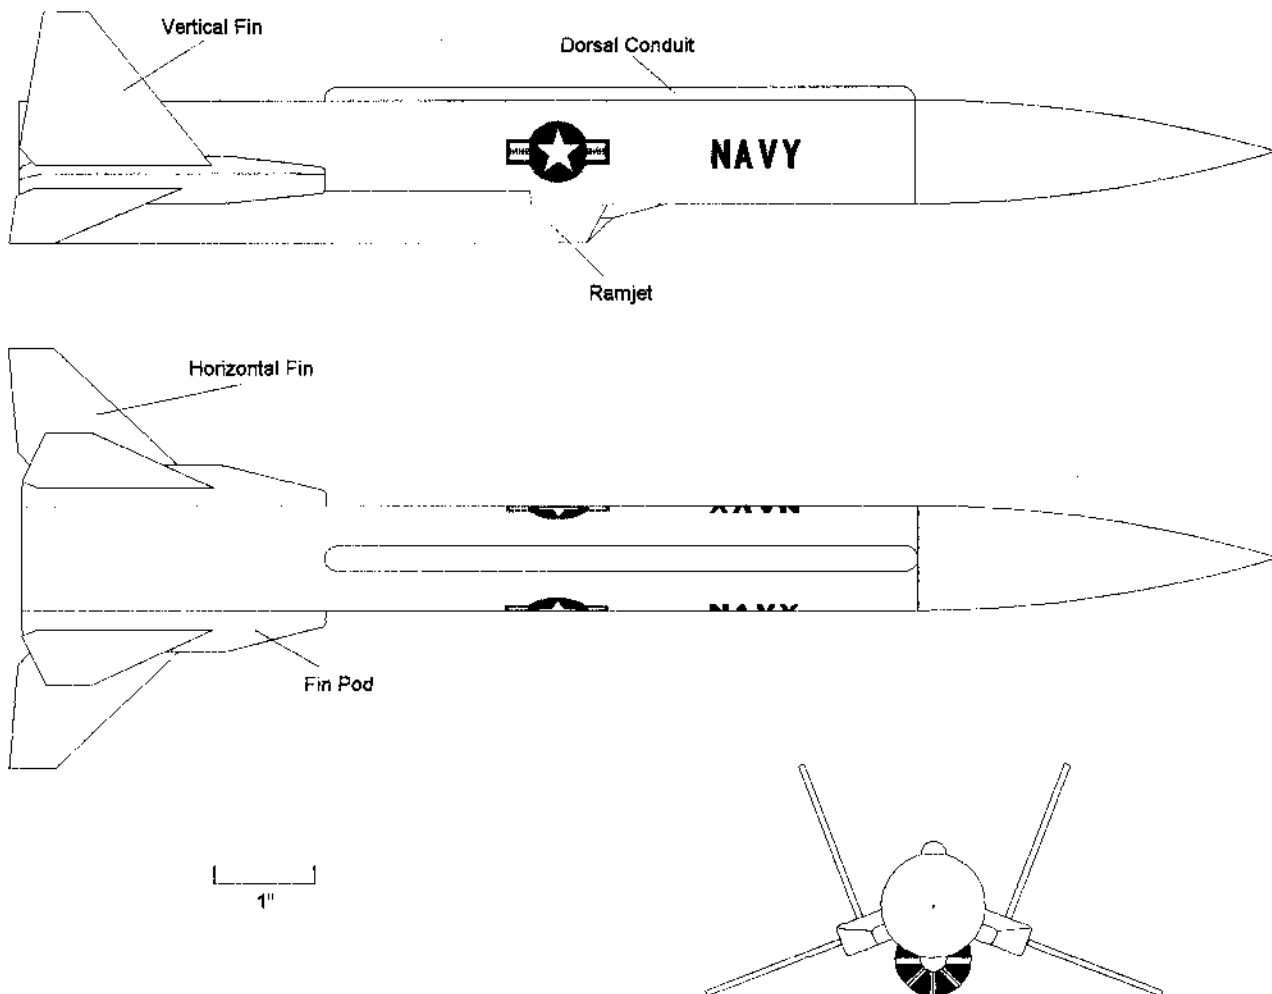 Vertical Fin
Dorsal Conduit
NAVY
Ramjet
Horizontal Fin
Fin Pod
1"